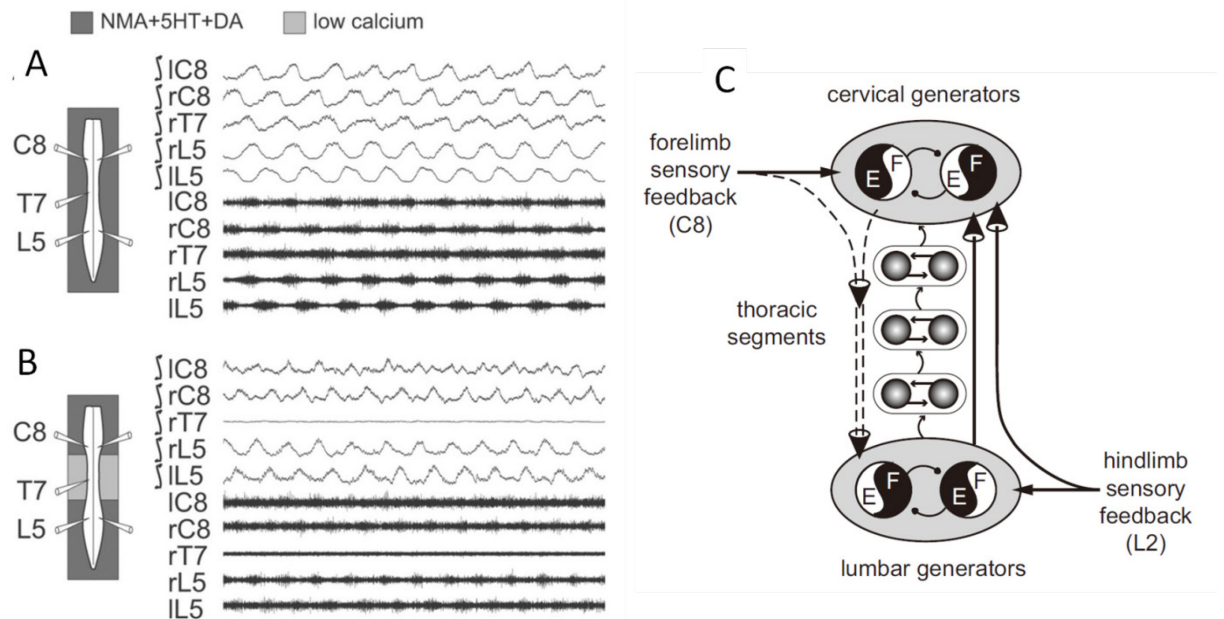 NMA+5HT+DA low calcium
A
lC8
rC8
rT7
rL5
lL5
lC8
rC8
rT7
rL5
lL5
C8
T7
L5
B
lC8
rC8
rT7
rL5
lL5
lC8
rC8
rT7
rL5
lL5
C8
T7
L5
C
cervical generators
forelimb
sensory
feedback
(C8)
E F F E
thoracic
segments
E F F E
hindlimb
sensory
feedback
(L2)
lumbar generators